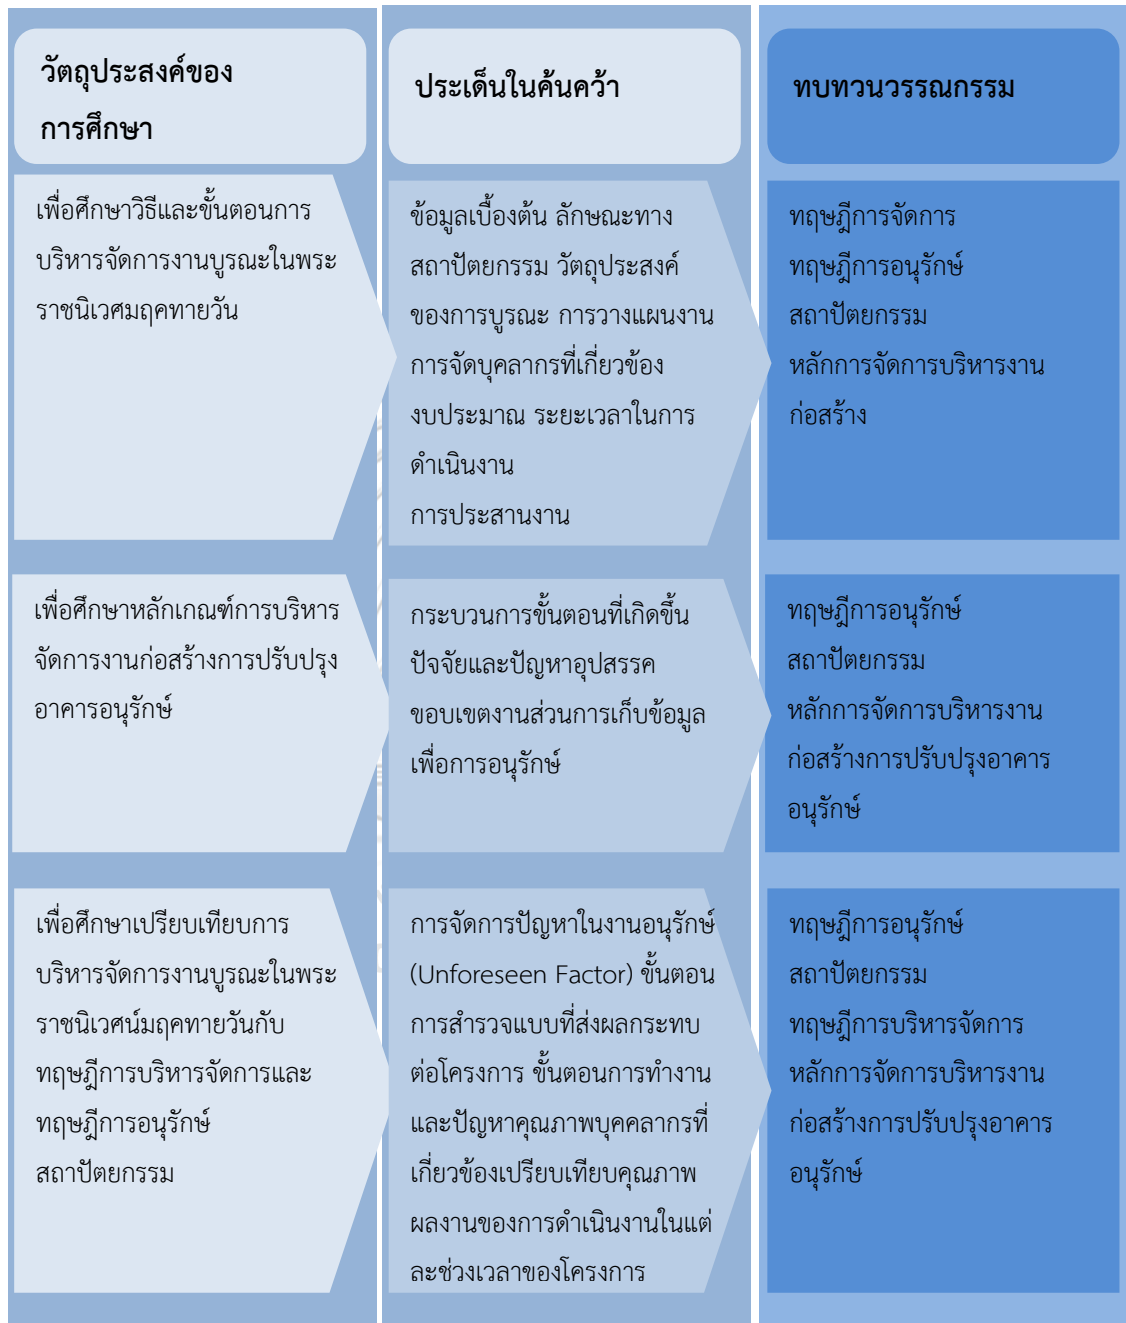 วัตถุประสงค์ของ
การศึกษา
ประเด็นในค้นคว้า
ทบทวนวรรณกรรม
เพื่อศึกษาวิธีและขั้นตอนการ
บริหารจัดการงานบูรณะในพระ
ราชนิเวศมฤคทายวัน
ข้อมูลเบื้องต้น ลักษณะทาง
สถาปัตยกรรม วัตถุประสงค์
ของการบูรณะ การวางแผนงาน
การจัดบุคลากรที่เกี่ยวข้อง
งบประมาณ ระยะเวลาในการ
ดำเนินงาน
การประสานงาน
ทฤษฎีการจัดการ
ทฤษฎีการอนุรักษ์
สถาปัตยกรรม
หลักการจัดการบริหารงาน
ก่อสร้าง
เพื่อศึกษาหลักเกณฑ์การบริหาร
จัดการงานก่อสร้างการปรับปรุง
อาคารอนุรักษ์
กระบวนการขั้นตอนที่เกิดขึ้น
ปัจจัยและปัญหาอุปสรรค
ขอบเขตงานส่วนการเก็บข้อมูล
เพื่อการอนุรักษ์
ทฤษฎีการอนุรักษ์
สถาปัตยกรรม
หลักการจัดการบริหารงาน
ก่อสร้างการปรับปรุงอาคาร
อนุรักษ์
เพื่อศึกษาเปรียบเทียบการ
บริหารจัดการงานบูรณะในพระ
ราชนิเวศน์มฤคทายวันกับ
ทฤษฎีการบริหารจัดการและ
ทฤษฎีการอนุรักษ์
สถาปัตยกรรม
การจัดการปัญหาในงานอนุรักษ์
(Unforeseen Factor) ขั้นตอน
การสำรวจแบบที่ส่งผลกระทบ
ต่อโครงการ ขั้นตอนการทำงาน
และปัญหาคุณภาพบุคคลากรที่
เกี่ยวข้องเปรียบเทียบคุณภาพ
ผลงานของการดำเนินงานในแต่
ละช่วงเวลาของโครงการ
ทฤษฎีการอนุรักษ์
สถาปัตยกรรม
ทฤษฎีการบริหารจัดการ
หลักการจัดการบริหารงาน
ก่อสร้างการปรับปรุงอาคาร
อนุรักษ์